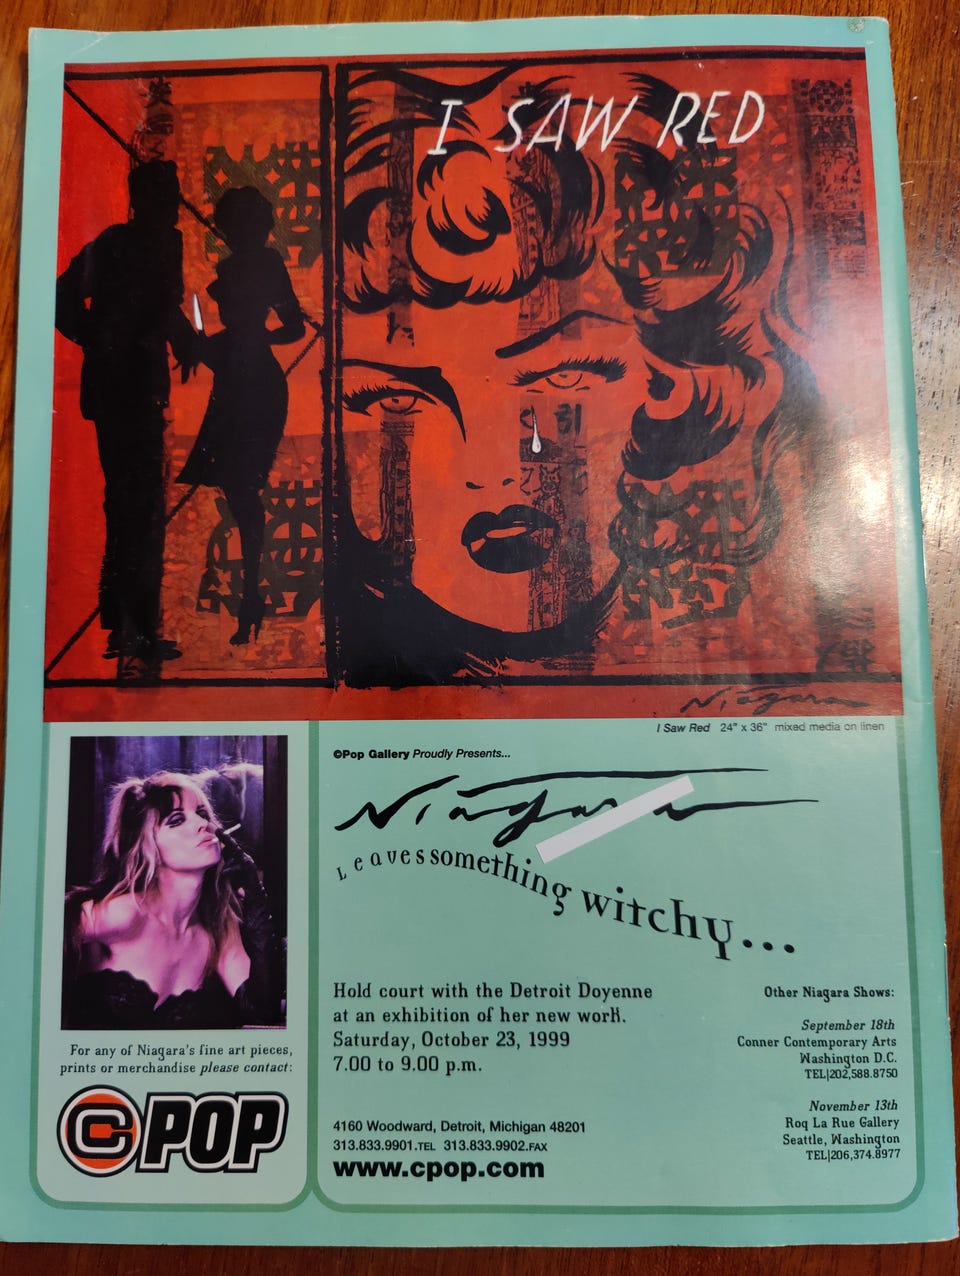 I SAW RED
Niagara
I Saw Red 24" x 36" mixed media on linen
©Pop Gallery Proudly Presents...
Niagara
Leaves something witchy...
Hold court with the Detroit Doyenne
at an exhibition of her new work.
Saturday, October 23, 1999
7.00 to 9.00 p.m.
4160 Woodward, Detroit, Michigan 48201
313.833.9901.TEL 313.833.9902.FAX
www.cpop.com
Other Niagara Shows:
September 18th
Conner Contemporary Arts
Washington D.C.
TEL|202,588.8750
November 13th
Roq La Rue Gallery
Seattle, Washington
TEL|206,374.8977
For any of Niagara's fine art pieces,
prints or merchandise please contact:
C POP